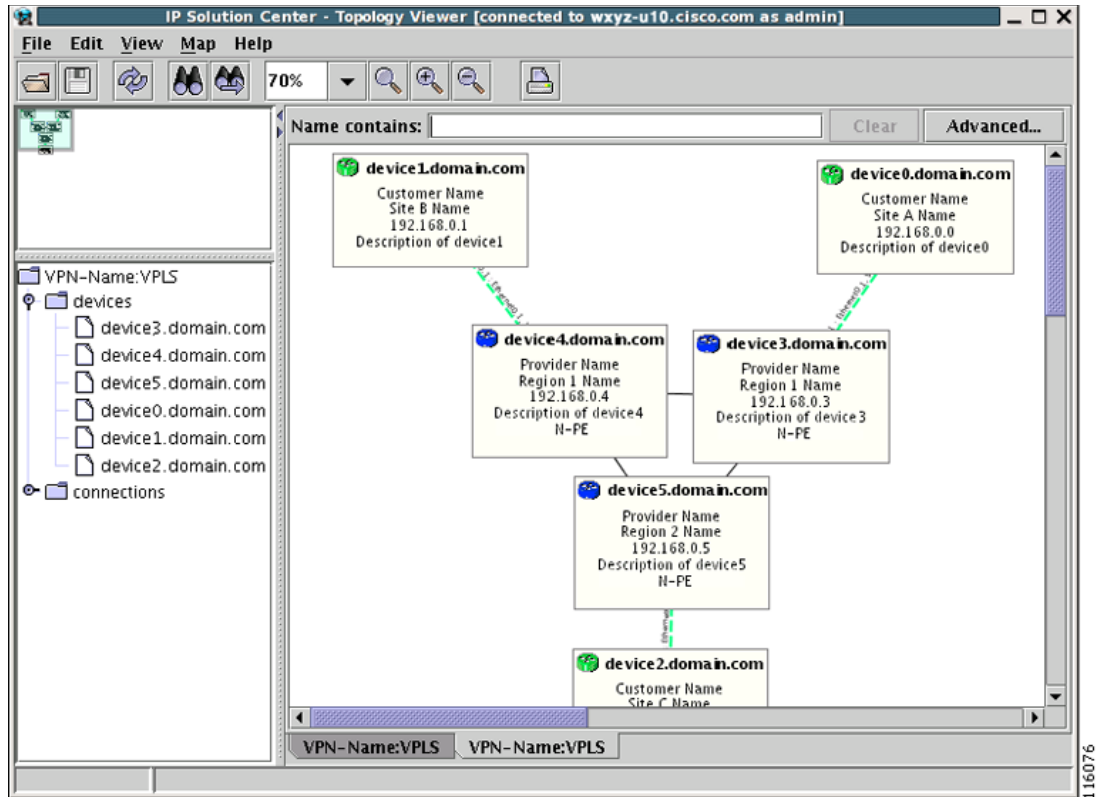 IP Solution Center - Topology Viewer [connected to wxyz-u10.cisco.com as admin]
File Edit View Map Help
70%
Name contains: Clear Advanced...
VPN-Name:VPLS
devices
device3.domain.com
device4.domain.com
device5.domain.com
device0.domain.com
device1.domain.com
device2.domain.com
connections
device1.domain.com
Customer Name
Site B Name
192.168.0.1
Description of device1
device0.domain.com
Customer Name
Site A Name
192.168.0.0
Description of device0
device4.domain.com
Provider Name
Region 1 Name
192.168.0.4
Description of device4
N-PE
device3.domain.com
Provider Name
Region 1 Name
192.168.0.3
Description of device3
N-PE
device5.domain.com
Provider Name
Region 2 Name
192.168.0.5
Description of device5
N-PE
device2.domain.com
Customer Name
Site C Name
VPN-Name:VPLS VPN-Name:VPLS
116076